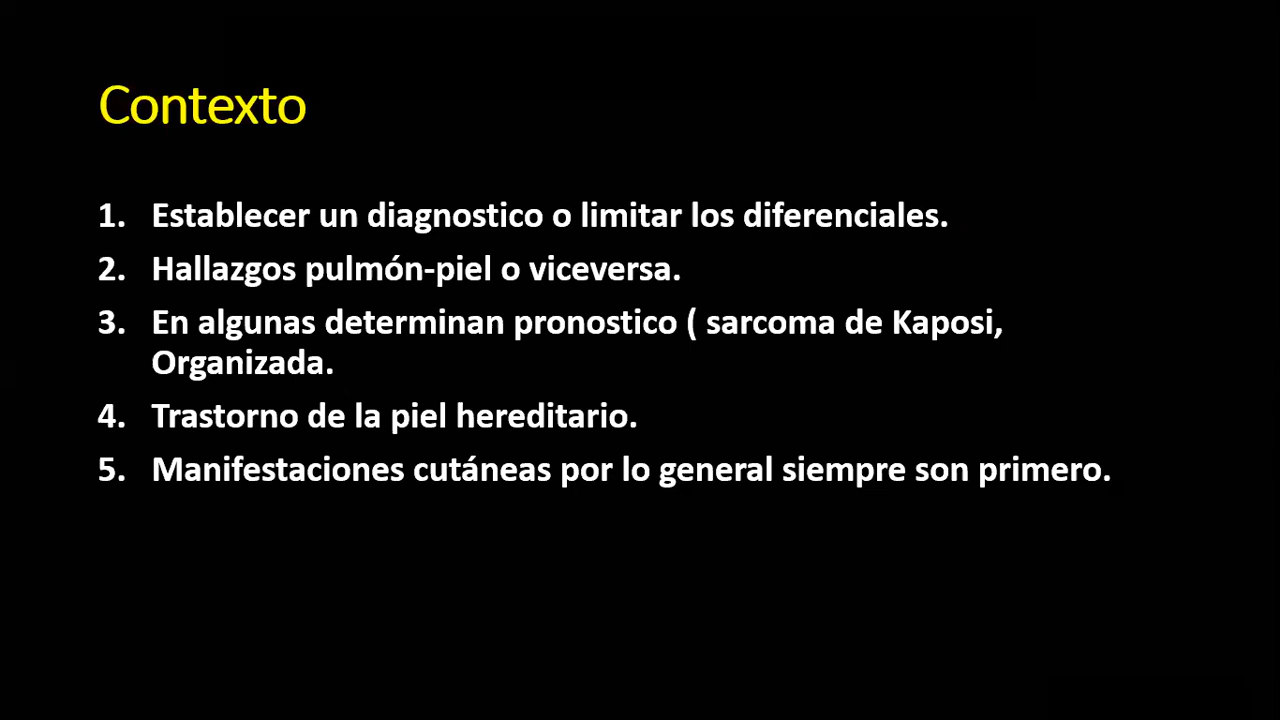 Contexto
1. Establecer un diagnostico o limitar los diferenciales.
2. Hallazgos pulmón-piel o viceversa.
3. En algunas determinan pronostico ( sarcoma de Kaposi,
Organizada.
4. Trastorno de la piel hereditario.
5. Manifestaciones cutáneas por lo general siempre son primero.